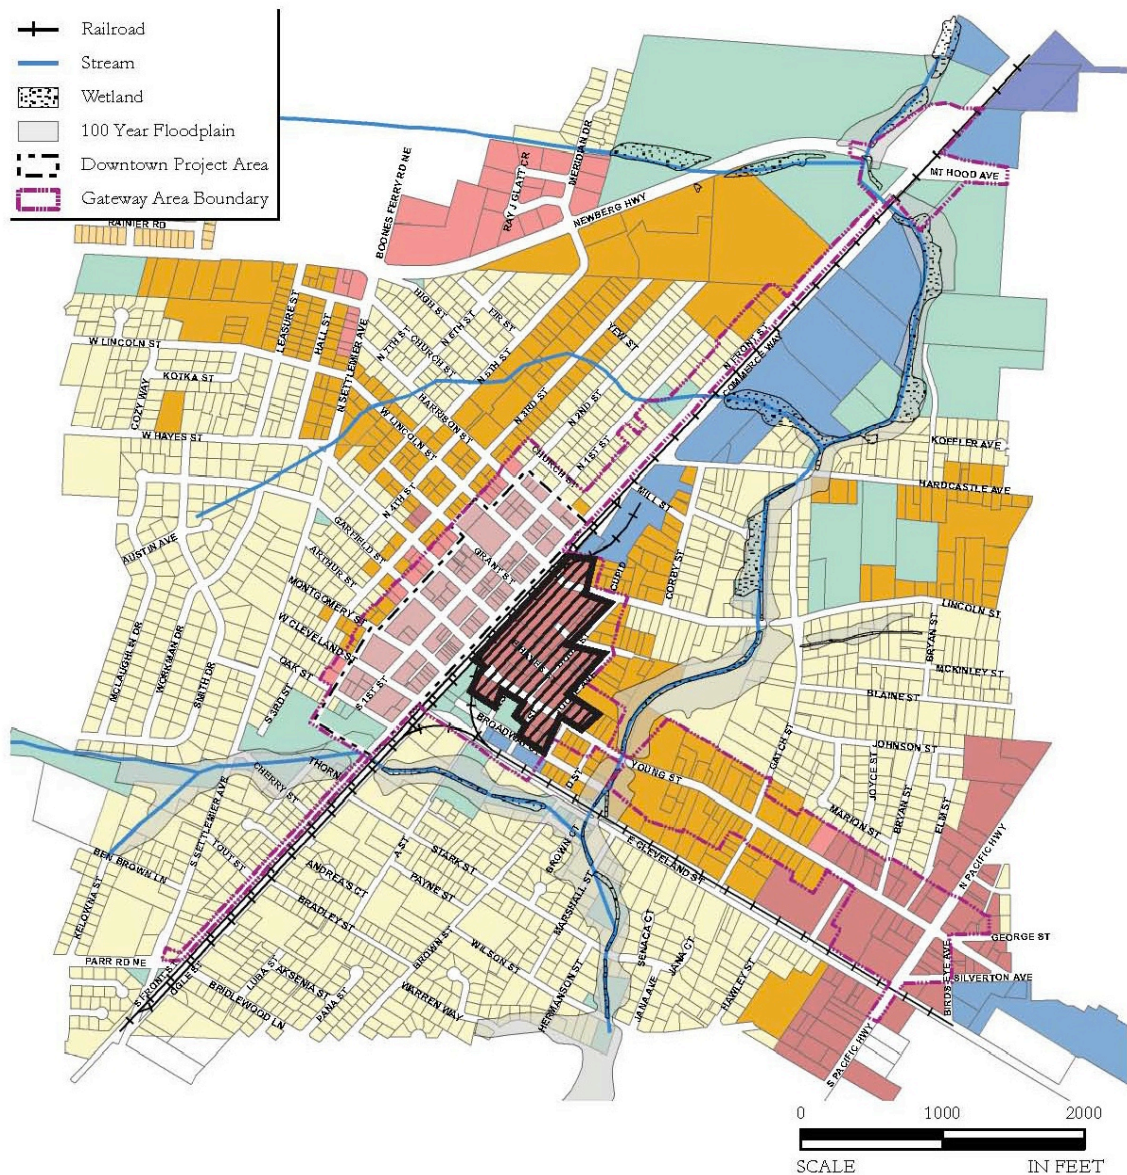 Railroad
Stream
Wetland
100 Year Floodplain
Downtown Project Area
Gateway Area Boundary
RAINIER RD
BOONES FERRY RD NE
RAY J GLATT CR
MERIDIAN DR
NEWBERG HWY
MT HOOD AVE
LEASURE ST
HALL ST
N SETTLEMIER AVE
HIGH ST
FIR ST
N 7TH ST
N 6TH ST
CHURCH ST
N 5TH ST
YEW ST
N FRONT ST
COMMERCE WAY
W LINCOLN ST
KOTKA ST
COZY WAY
HARRISON ST
N 3RD ST
N 2ND ST
W LINCOLN ST
W HAYES ST
CHURCH ST
N 1ST ST
KOFFLER AVE
HARDCASTLE AVE
MILL ST
N 4TH ST
GARFIELD ST
AUSTIN AVE
ARTHUR ST
GRANT ST
CUPID
CORBY ST
MONTGOMERY ST
LINCOLN ST
W CLEVELAND ST
BRYAN ST
MCLAUGHLIN DR
WORKMAN DR
SMITH DR
OAK ST
HAYES
MCKINLEY ST
S 3RD ST
S 1ST ST
BLAINE ST
BROADWAY
GATCH ST
JOHNSON ST
THORN
CHERRY ST
D ST
YOUNG ST
JOYCE ST
BRYAN ST
ELM ST
S SETTLEMIER AVE
MARION ST
N PACIFIC HWY
YOUT ST
A ST
STARK ST
BROWN ST
E CLEVELAND ST
BEN BROWN LN
ANDREA'S CT
PAYNE ST
KELOWNA ST
BRADLEY ST
MARSHALL ST
BROWN ST
WILSON ST
SENACA CT
JANA CT
GEORGE ST
PARR RD NE
BIRDS EYE AVE
SILVERTON AVE
S FRONT ST
OGLE ST
LUBA ST
AKSENIA ST
PANA ST
BRIDLEWOOD LN
WARREN WAY
HERMANSON ST
JANA AVE
HAWLEY ST
S PACIFIC HWY
0 1000 2000
SCALE IN FEET